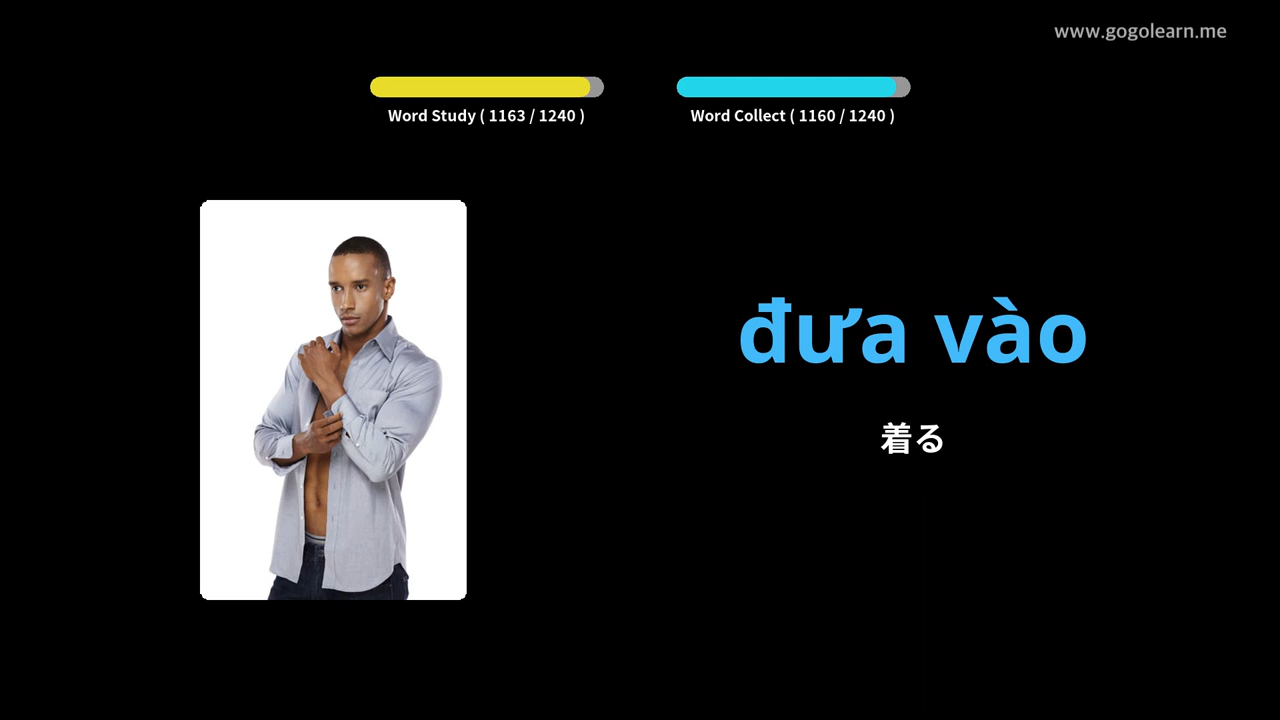 www.gogolearn.me
Word Study ( 1163 / 1240 )
Word Collect ( 1160 / 1240 )
đưa vào
着る